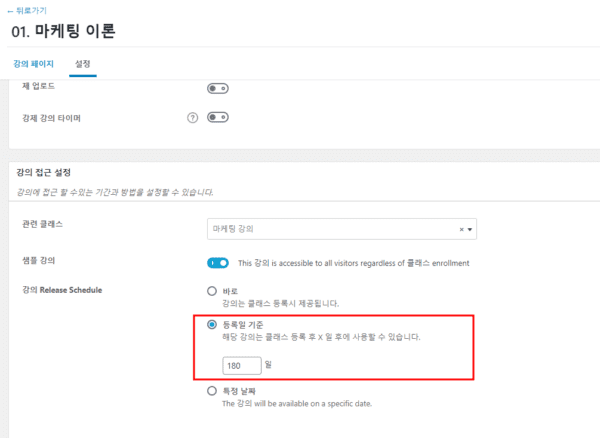 ← 뒤로가기
01. 마케팅 이론
강의 페이지 설정
재 업로드
강제 강의 타이머 ?
강의 접근 설정
강의에 접근 할 수있는 기간과 방법을 설정할 수 있습니다.
관련 클래스 마케팅 강의 × ▾
샘플 강의 This 강의 is accessible to all visitors regardless of 클래스 enrollment
강의 Release Schedule 바로
강의는 클래스 등록시 제공됩니다.
등록일 기준
해당 강의는 클래스 등록 후 X 일 후에 사용할 수 있습니다.
180 일
특정 날짜
The 강의 will be available on a specific date.